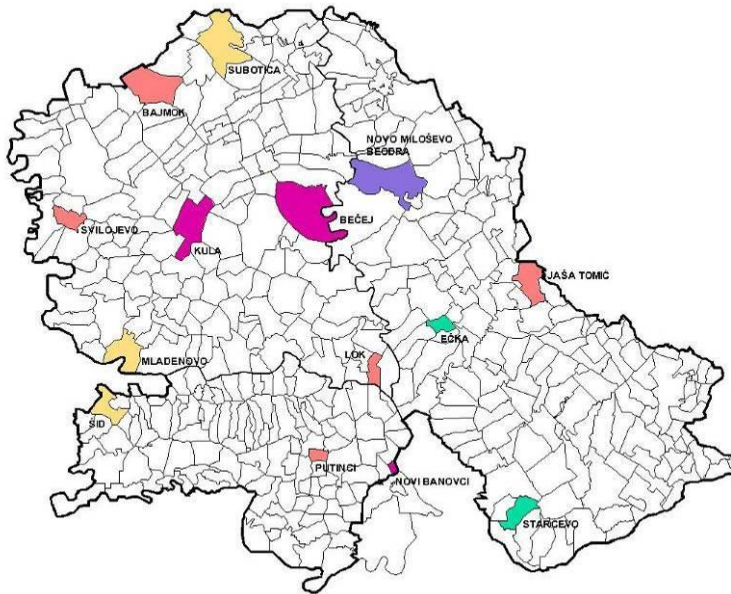 SUBOTICA
BAJMOK
NOVO MILOŠEVO
BEODRA
SVILOJEVO
KULA
BEČEJ
JAŠA TOMIĆ
EČKA
MLADENOVO
LOK
ŠID
PUTINCI
NOVI BANOVCI
STARČEVO